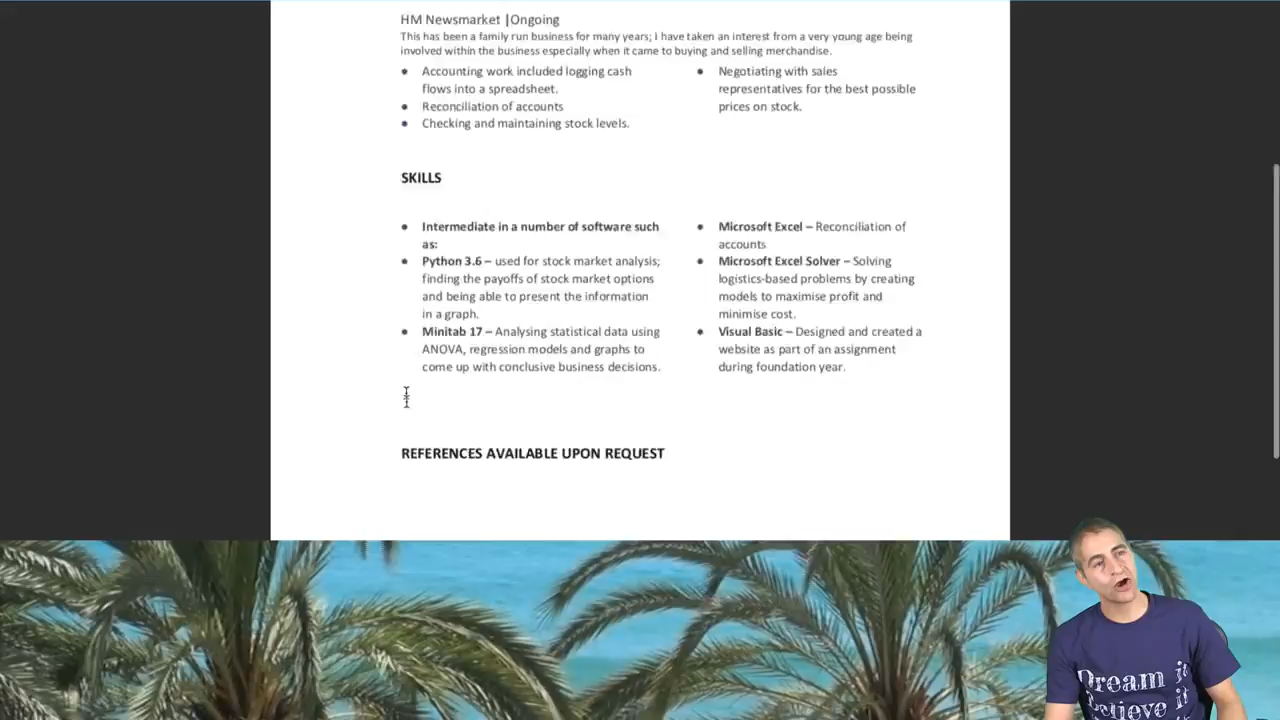 HM Newsmarket |Ongoing
This has been a family run business for many years; I have taken an interest from a very young age being
involved within the business especially when it came to buying and selling merchandise.
● Accounting work included logging cash
flows into a spreadsheet.
● Reconciliation of accounts
● Checking and maintaining stock levels.
● Negotiating with sales
representatives for the best possible
prices on stock.
SKILLS
● Intermediate in a number of software such
as:
● Python 3.6 – used for stock market analysis;
finding the payoffs of stock market options
and being able to present the information
in a graph.
● Minitab 17 – Analysing statistical data using
ANOVA, regression models and graphs to
come up with conclusive business decisions.
● Microsoft Excel – Reconciliation of
accounts
● Microsoft Excel Solver – Solving
logistics-based problems by creating
models to maximise profit and
minimise cost.
● Visual Basic – Designed and created a
website as part of an assignment
during foundation year.
REFERENCES AVAILABLE UPON REQUEST
Dream it
Believe it